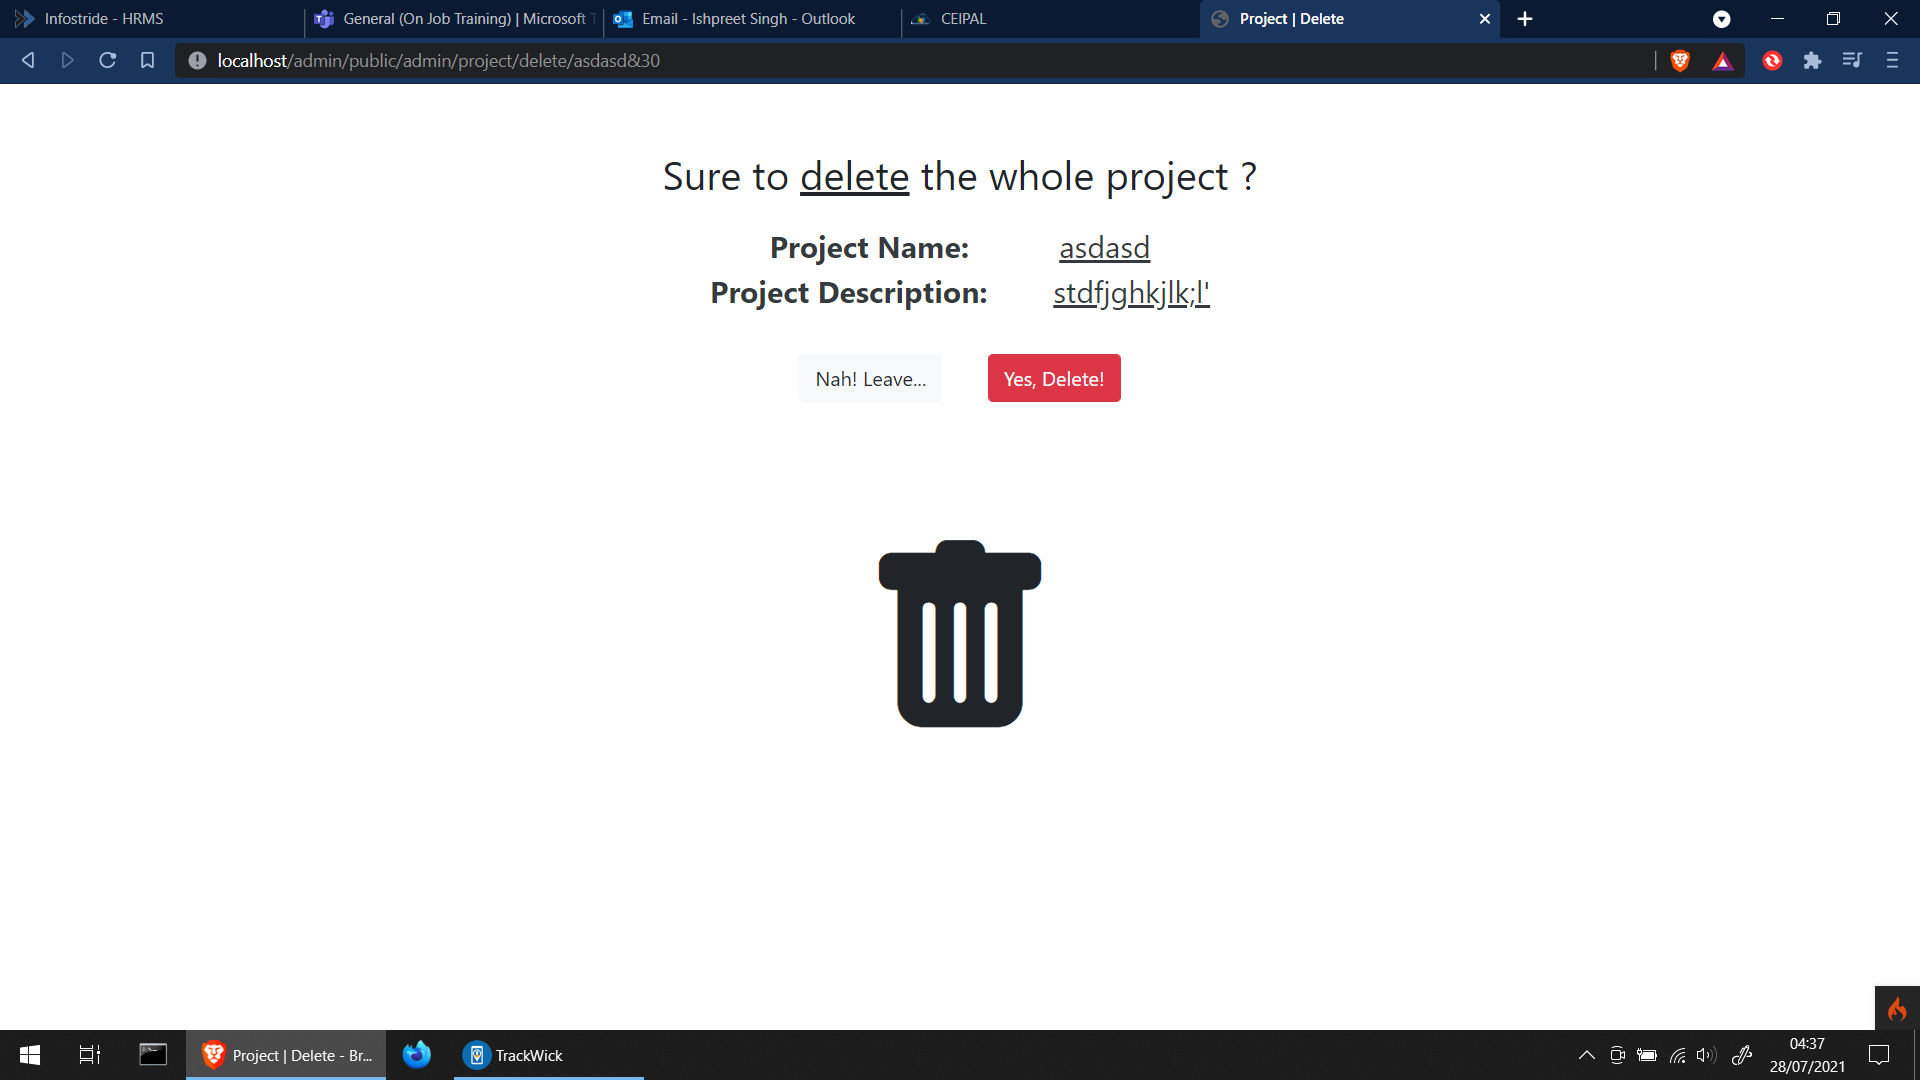 Infostride - HRMS
General (On Job Training) | Microsoft
Email - Ishpreet Singh - Outlook
CEIPAL
Project | Delete
localhost/admin/public/admin/project/delete/asdasd&30
Sure to delete the whole project ?
Project Name: asdasd
Project Description: stdfjghkjlk;l'
Nah! Leave...
Yes, Delete!
Project | Delete - Br...
TrackWick
04:37
28/07/2021